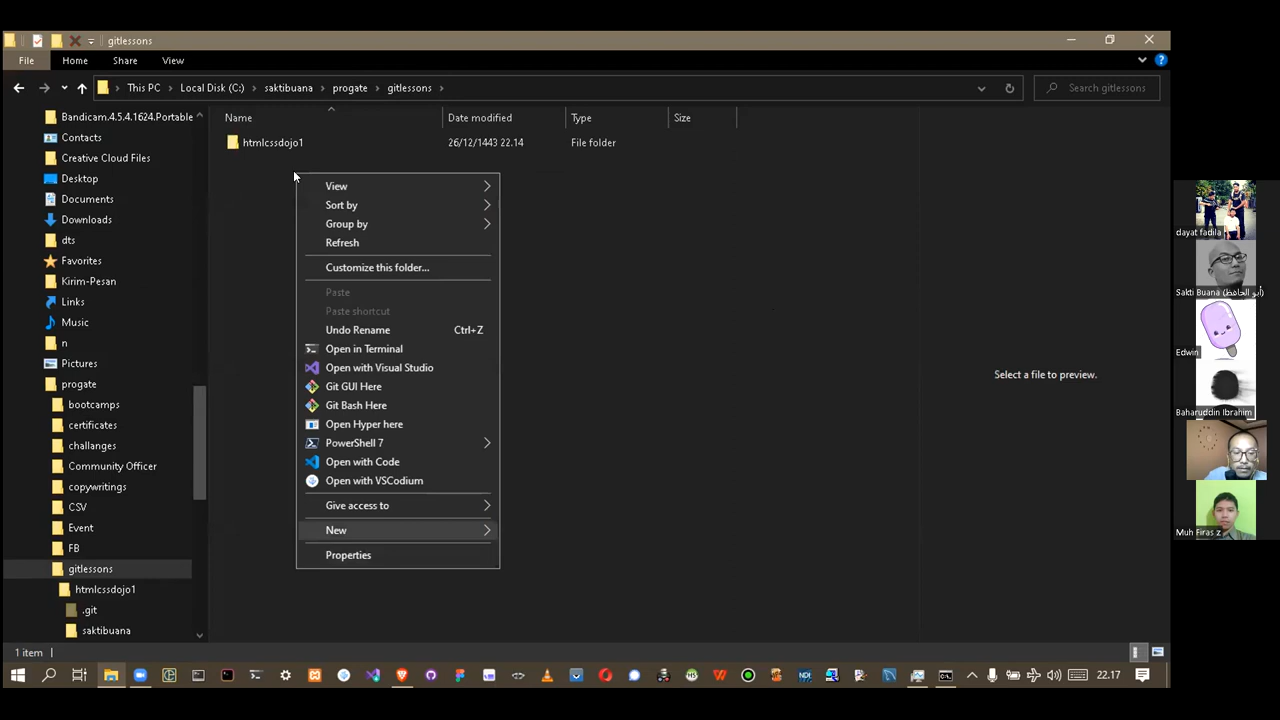 gitlessons
File
Home
Share
View
This PC
Local Disk (C:)
saktibuana
progate
gitlessons
Search gitlessons
Bandicam.4.5.4.1624.Portable
Contacts
Creative Cloud Files
Desktop
Documents
Downloads
dts
Favorites
Kirim-Pesan
Links
Music
n
Pictures
progate
bootcamps
certificates
challanges
Community Officer
copywritings
CSV
Event
FB
gitlessons
htmlcssdojo1
.git
saktibuana
Name
Date modified
Type
Size
htmlcssdojo1
26/12/1443 22.14
File folder
View
Sort by
Group by
Refresh
Customize this folder...
Paste
Paste shortcut
Undo Rename Ctrl+Z
Open in Terminal
Open with Visual Studio
Git GUI Here
Git Bash Here
Open Hyper here
PowerShell 7
Open with Code
Open with VSCodium
Give access to
New
Properties
Select a file to preview.
dayat fadila
Sakti Buana (أبو الحافظ)
Edwin
Baharuddin Ibrahim
Muh Firas z
1 item
22.17